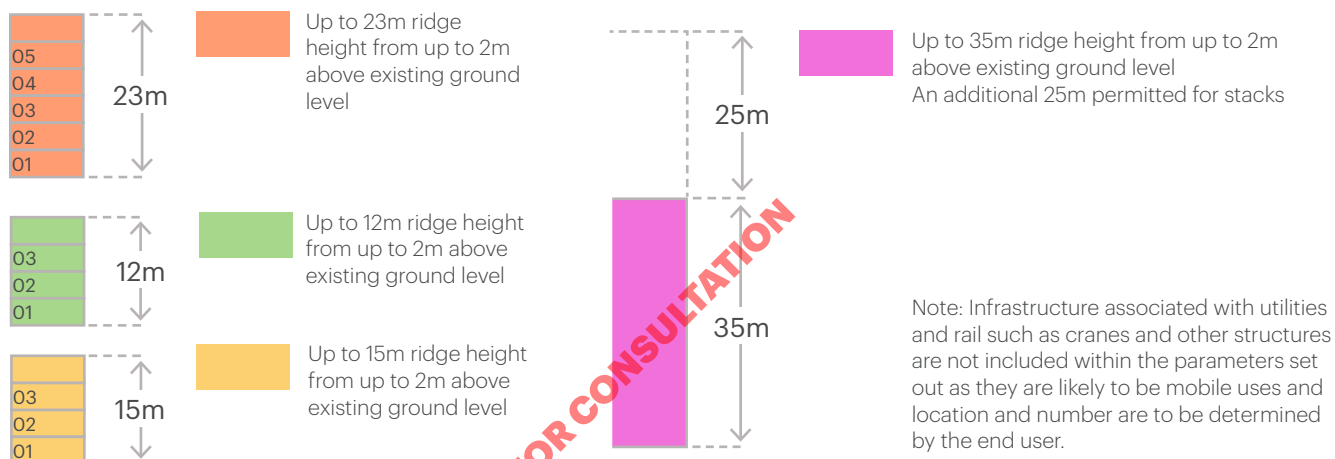 05
04
03
02
01
23m
Up to 23m ridge
height from up to 2m
above existing ground
level
03
02
01
12m
Up to 12m ridge height
from up to 2m above
existing ground level
03
02
01
15m
Up to 15m ridge height
from up to 2m above
existing ground level
25m
35m
OR CONSULTATION
Up to 35m ridge height from up to 2m
above existing ground level
An additional 25m permitted for stacks
Note: Infrastructure associated with utilities
and rail such as cranes and other structures
are not included within the parameters set
out as they are likely to be mobile uses and
location and number are to be determined
by the end user.